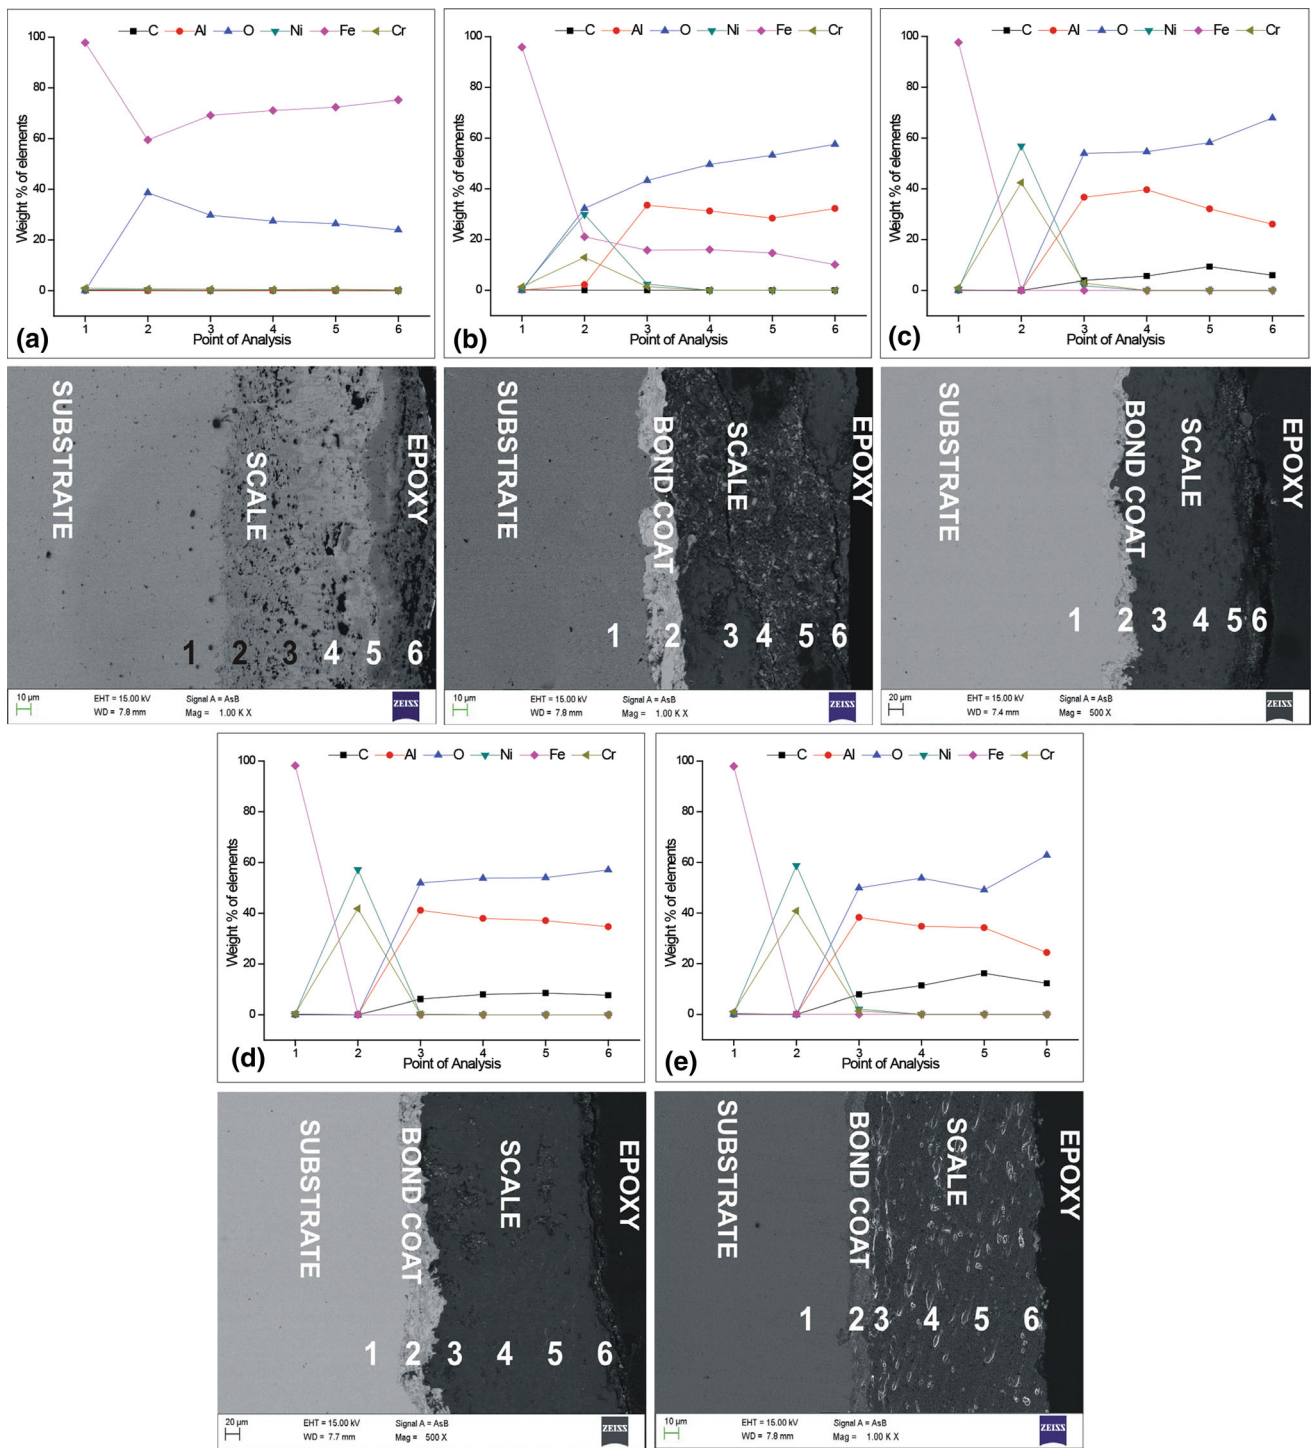 C Al O Ni Fe Cr
100
80
60
40
20
0
Weight % of elements
1 2 3 4 5 6
Point of Analysis
(a)
C Al O Ni Fe Cr
100
80
60
40
20
0
Weight % of elements
1 2 3 4 5 6
Point of Analysis
(b)
C Al O Ni Fe Cr
100
80
60
40
20
0
Weight % of elements
1 2 3 4 5 6
Point of Analysis
(c)
SUBSTRATE
SCALE
EPOXY
1 2 3 4 5 6
10 µm
EHT = 15.00 kV Signal A = AsB
WD = 7.8 mm Mag = 1.00 K X
ZEISS
SUBSTRATE
BOND COAT
SCALE
EPOXY
1 2 3 4 5 6
10 µm
EHT = 15.00 kV Signal A = AsB
WD = 7.8 mm Mag = 1.00 K X
ZEISS
SUBSTRATE
BOND COAT
SCALE
EPOXY
1 2 3 4 5 6
20 µm
EHT = 15.00 kV Signal A = AsB
WD = 7.4 mm Mag = 500 X
ZEISS
C Al O Ni Fe Cr
100
80
60
40
20
0
Weight % of elements
1 2 3 4 5 6
Point of Analysis
(d)
C Al O Ni Fe Cr
100
80
60
40
20
0
Weight % of elements
1 2 3 4 5 6
Point of Analysis
(e)
SUBSTRATE
BOND COAT
SCALE
EPOXY
1 2 3 4 5 6
20 µm
EHT = 15.00 kV Signal A = AsB
WD = 7.7 mm Mag = 500 X
ZEISS
SUBSTRATE
BOND COAT
SCALE
EPOXY
1 2 3 4 5 6
10 µm
EHT = 15.00 kV Signal A = AsB
WD = 7.8 mm Mag = 1.00 K X
ZEISS